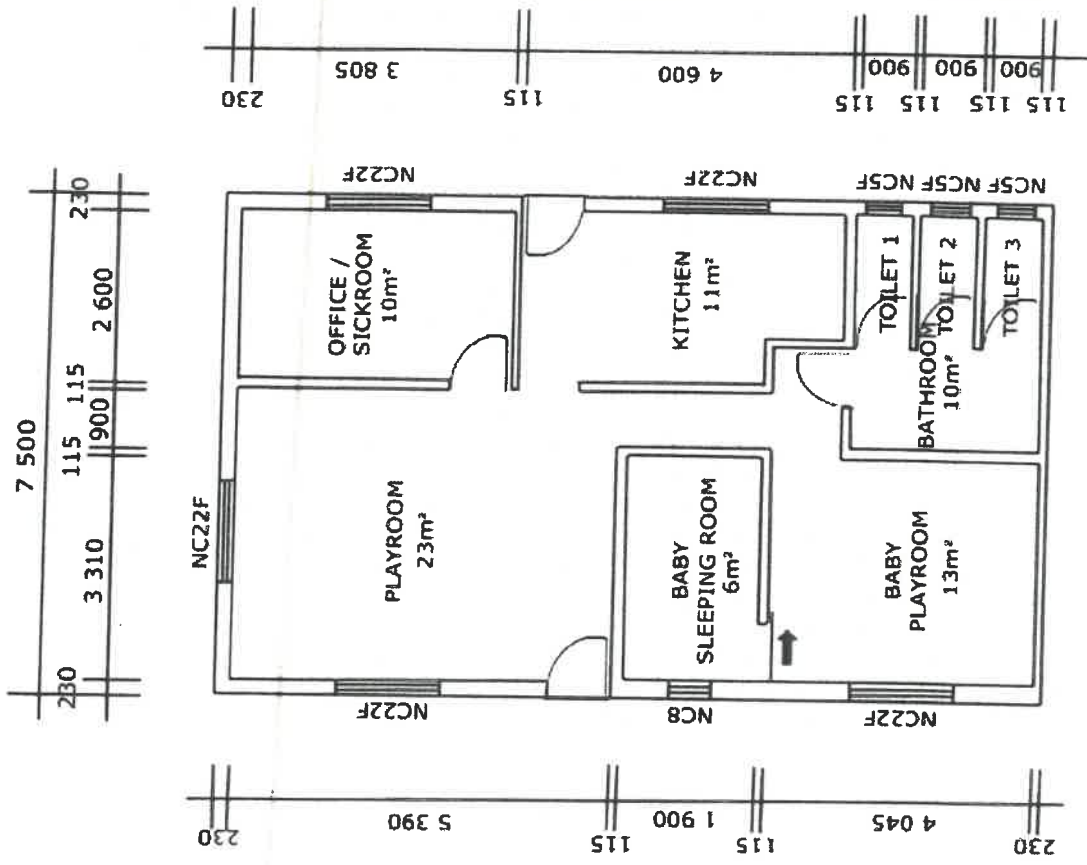 7 500
230
3 310
115
900
115
2 600
230
230
3 805
115
4 600
115
900
115
900
115
900
115
NC22F
NC22F
NC22F
NC5F
NC5F
NC5F
OFFICE /
SICKROOM
10m²
KITCHEN
11m²
TOILET 1
TOILET 2
TOILET 3
BATHROOM
10m²
PLAYROOM
23m²
BABY
SLEEPING ROOM
6m²
BABY
PLAYROOM
13m²
NC22F
NC8
NC22F
230
5 390
115
1 900
115
4 045
230